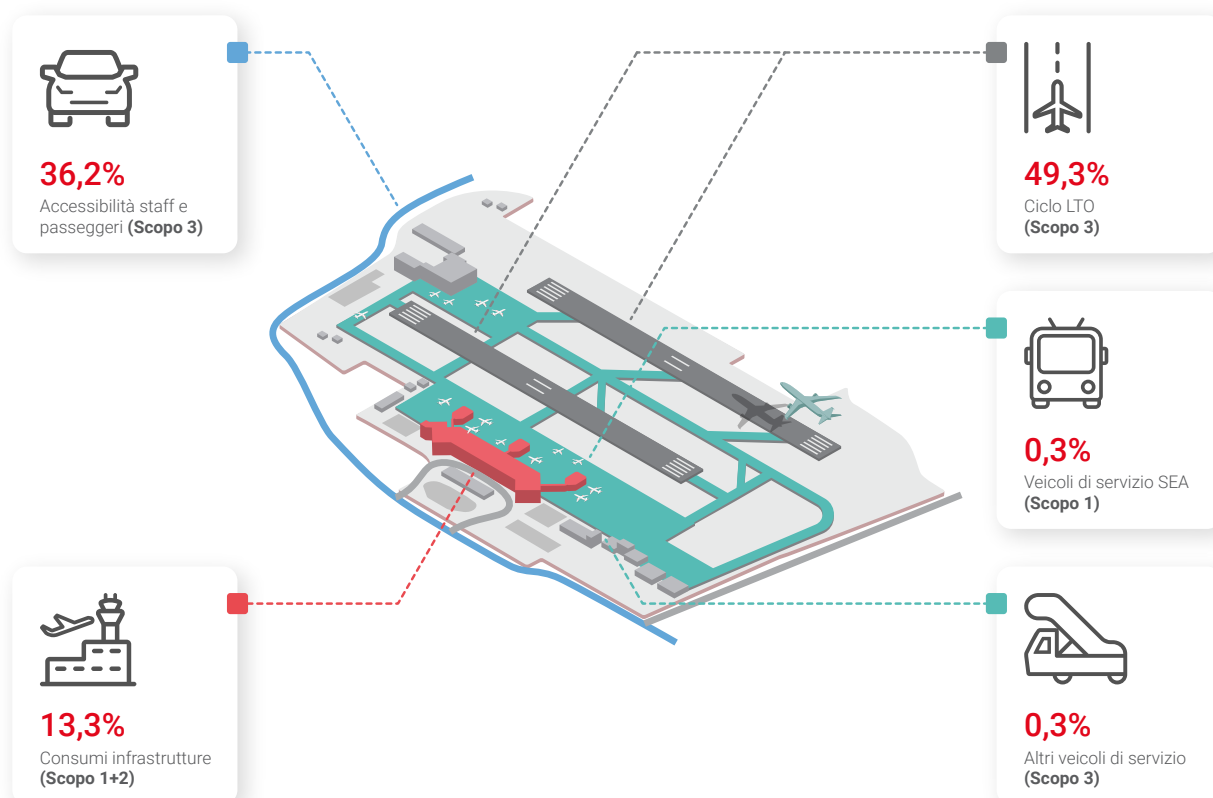 36,2%
Accessibilità staff e
passeggeri (Scopo 3)
49,3%
Ciclo LTO
(Scopo 3)
0,3%
Veicoli di servizio SEA
(Scopo 1)
13,3%
Consumi infrastrutture
(Scopo 1+2)
0,3%
Altri veicoli di servizio
(Scopo 3)